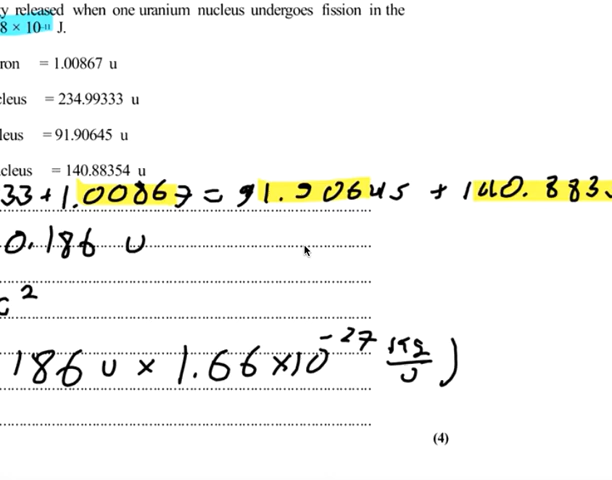 y released when one uranium nucleus undergoes fission in the
8 × 10⁻¹¹ J.
ron = 1.00867 u
cleus = 234.99333 u
leus = 91.90645 u
ucleus = 140.88354 u
33 + 1.00867 = 91.90645 + 140.8835
0.186 u
c²
186 u × 1.66 × 10⁻²⁷ kg/u )
(4)